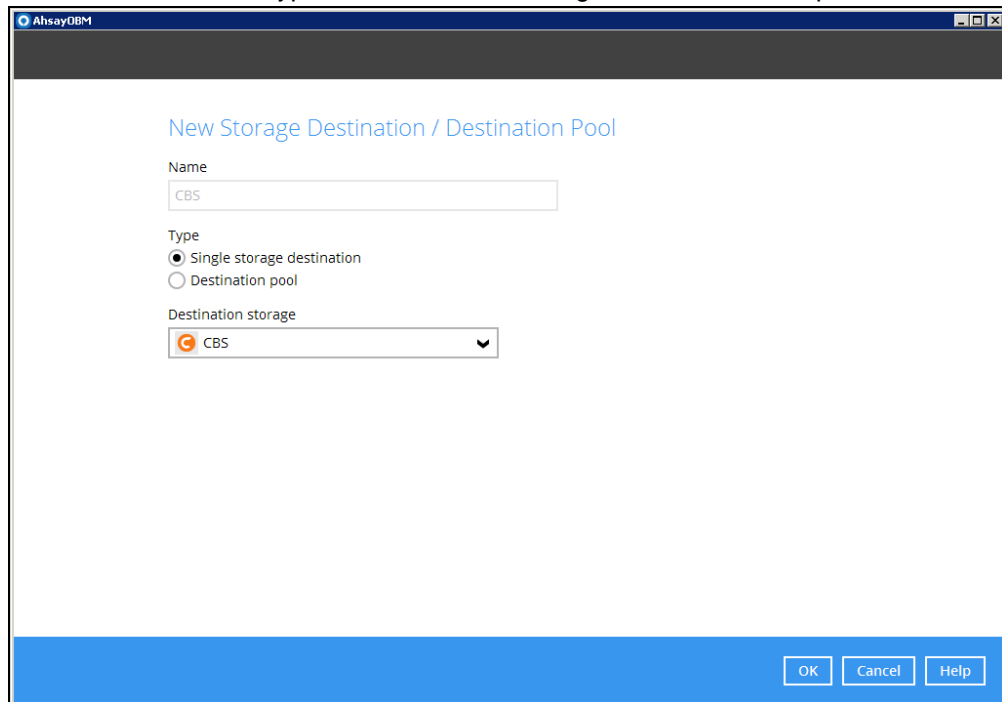 AhsayOBM
New Storage Destination / Destination Pool
Name
CBS
Type
Single storage destination
Destination pool
Destination storage
CBS
OK Cancel Help